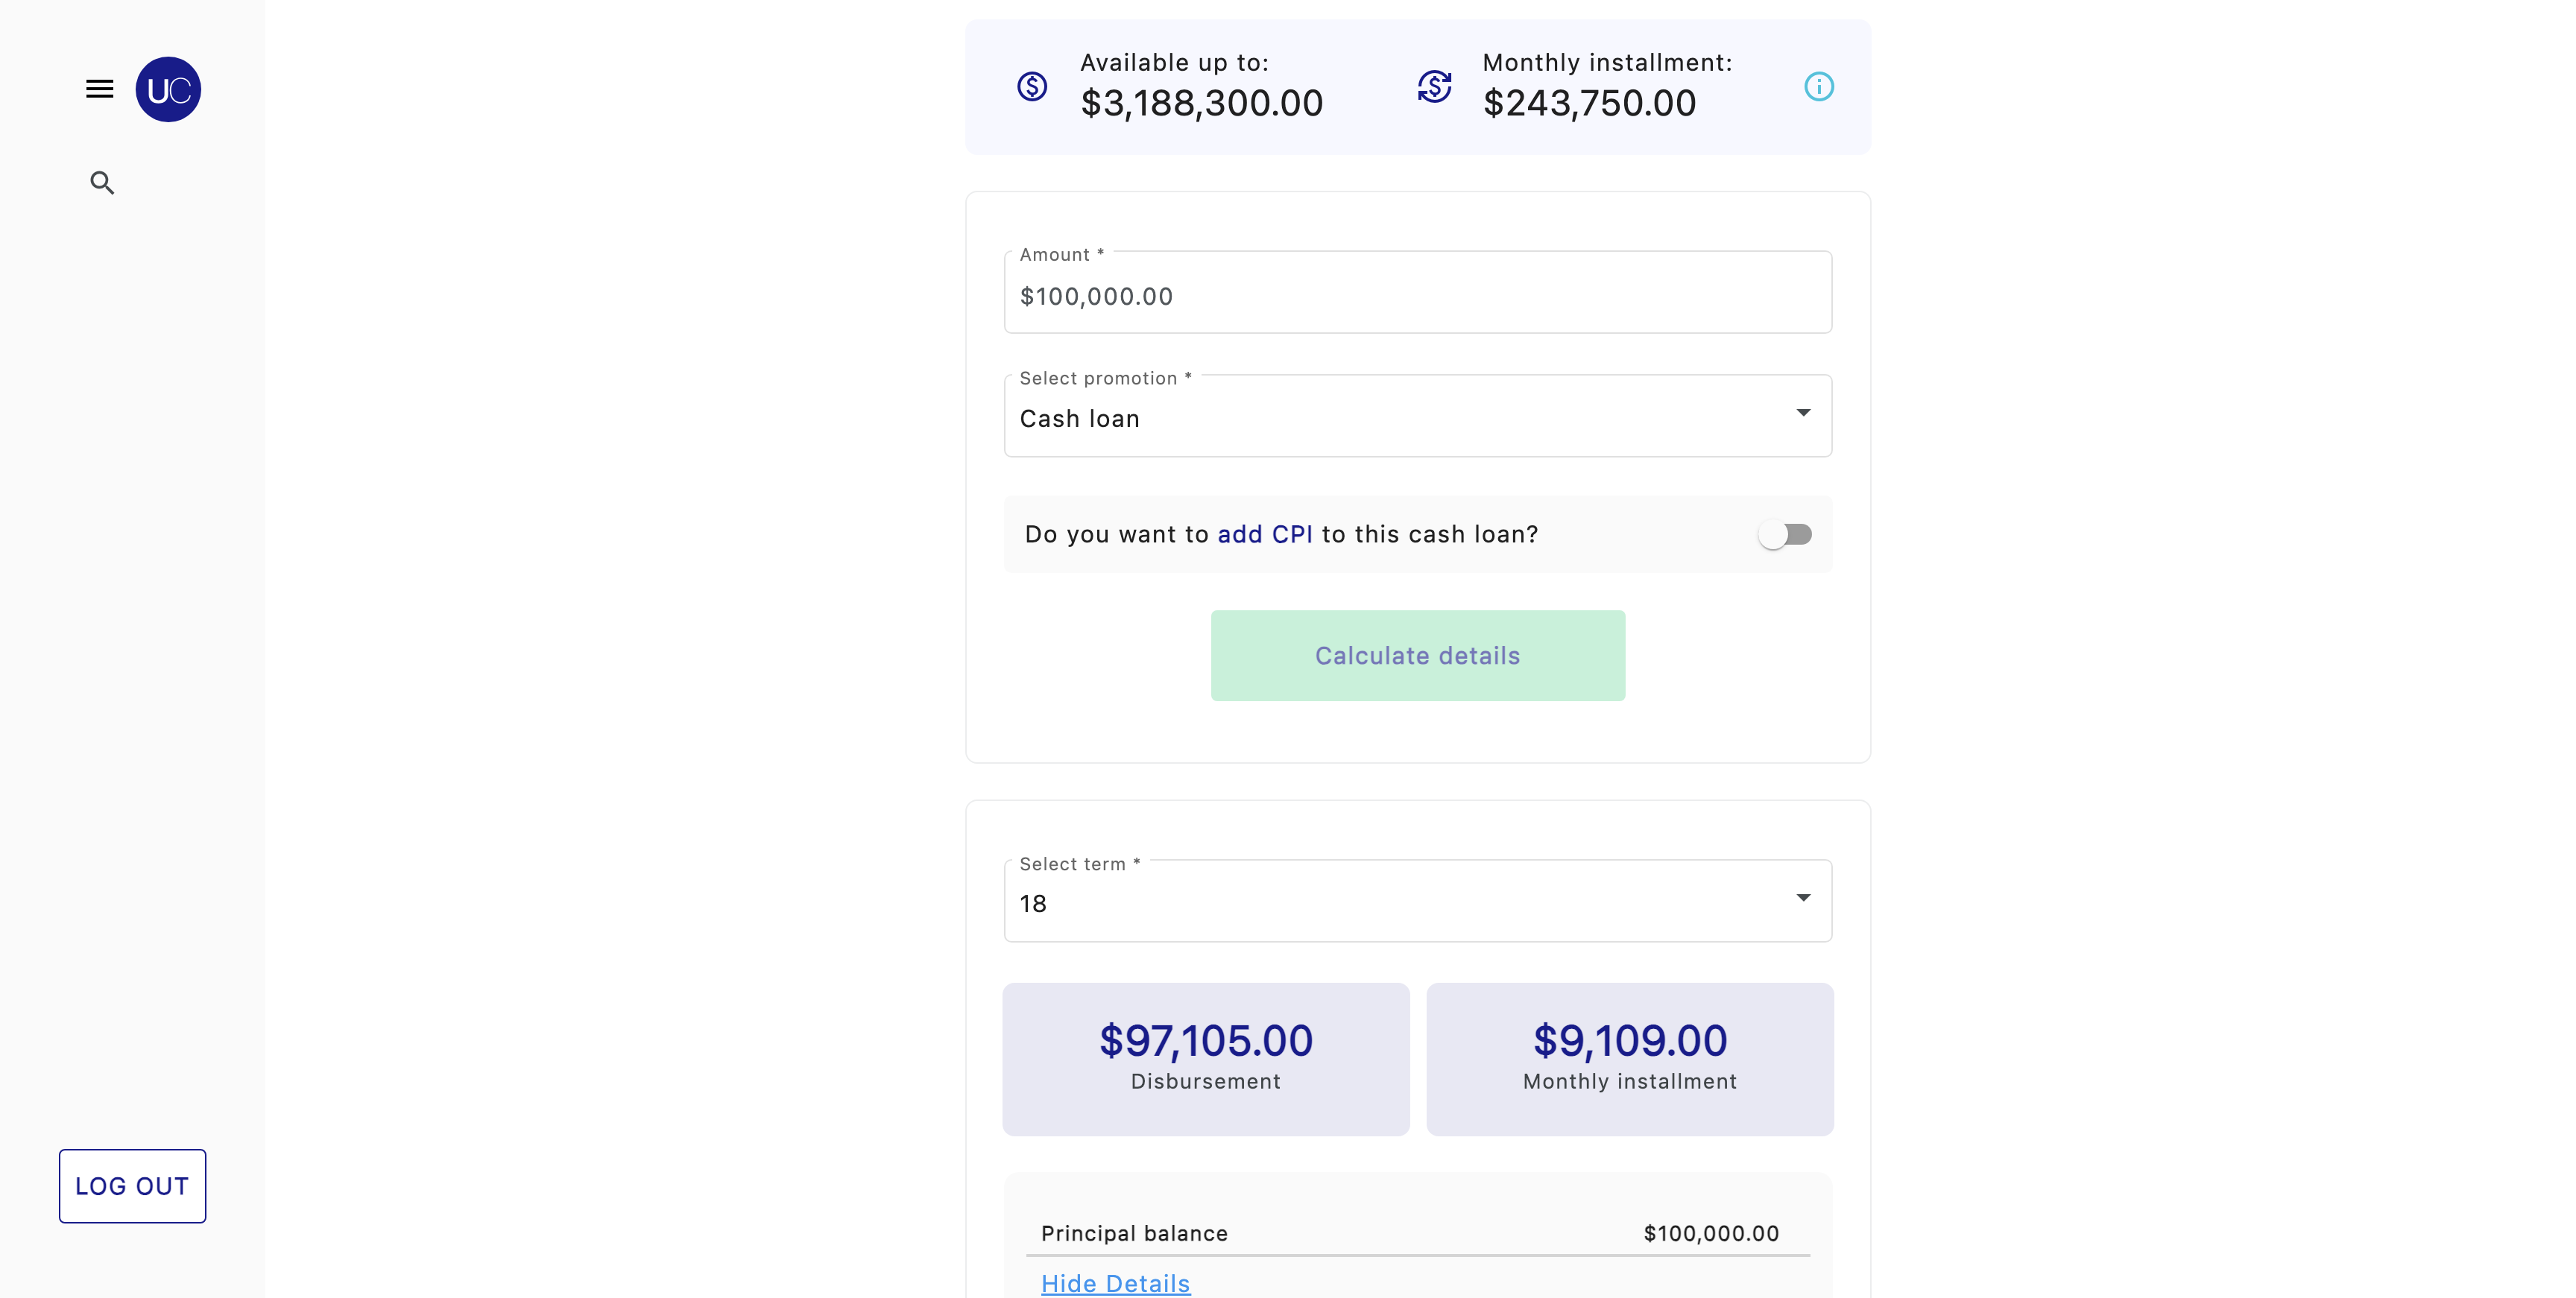 UC
Available up to:
$3,188,300.00
Monthly installment:
$243,750.00
Amount *
$100,000.00
Select promotion *
Cash loan
Do you want to add CPI to this cash loan?
Calculate details
Select term *
18
$97,105.00
Disbursement
$9,109.00
Monthly installment
Principal balance $100,000.00
Hide Details
LOG OUT